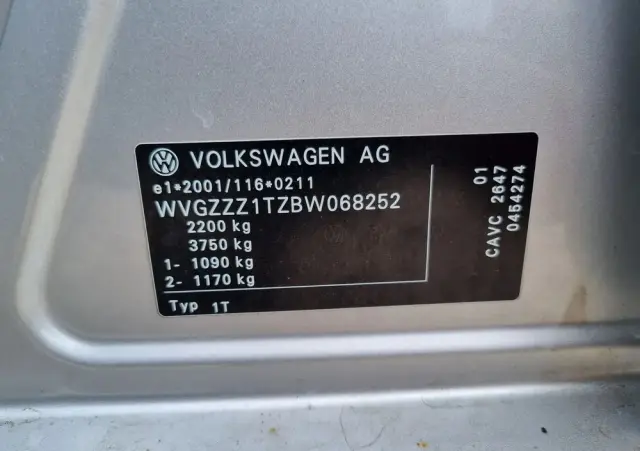 VOLKSWAGEN AG
e1*2001/116*0211
WVGZZZ1TZBW068252
2200 kg
3750 kg
1- 1090 kg
2- 1170 kg
Typ 1T
01
CAVC 2647
0454274